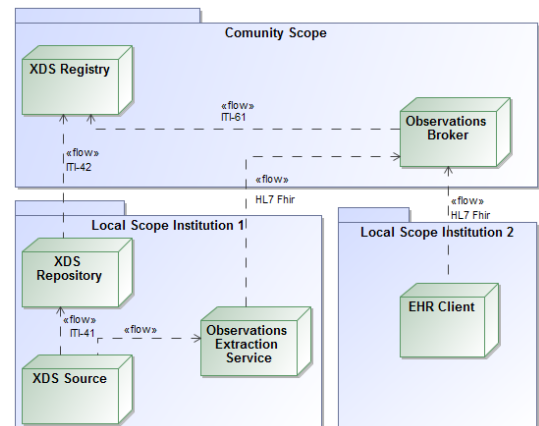 Comunity Scope
XDS Registry
«flow»
ITI-61
Observations
Broker
«flow»
ITI-42
«flow»
HL7 Fhir
«flow»
HL7 Fhir
Local Scope Institution 1
Local Scope Institution 2
XDS
Repository
EHR Client
«flow»
ITI-41
«flow»
Observations
Extraction
Service
XDS Source